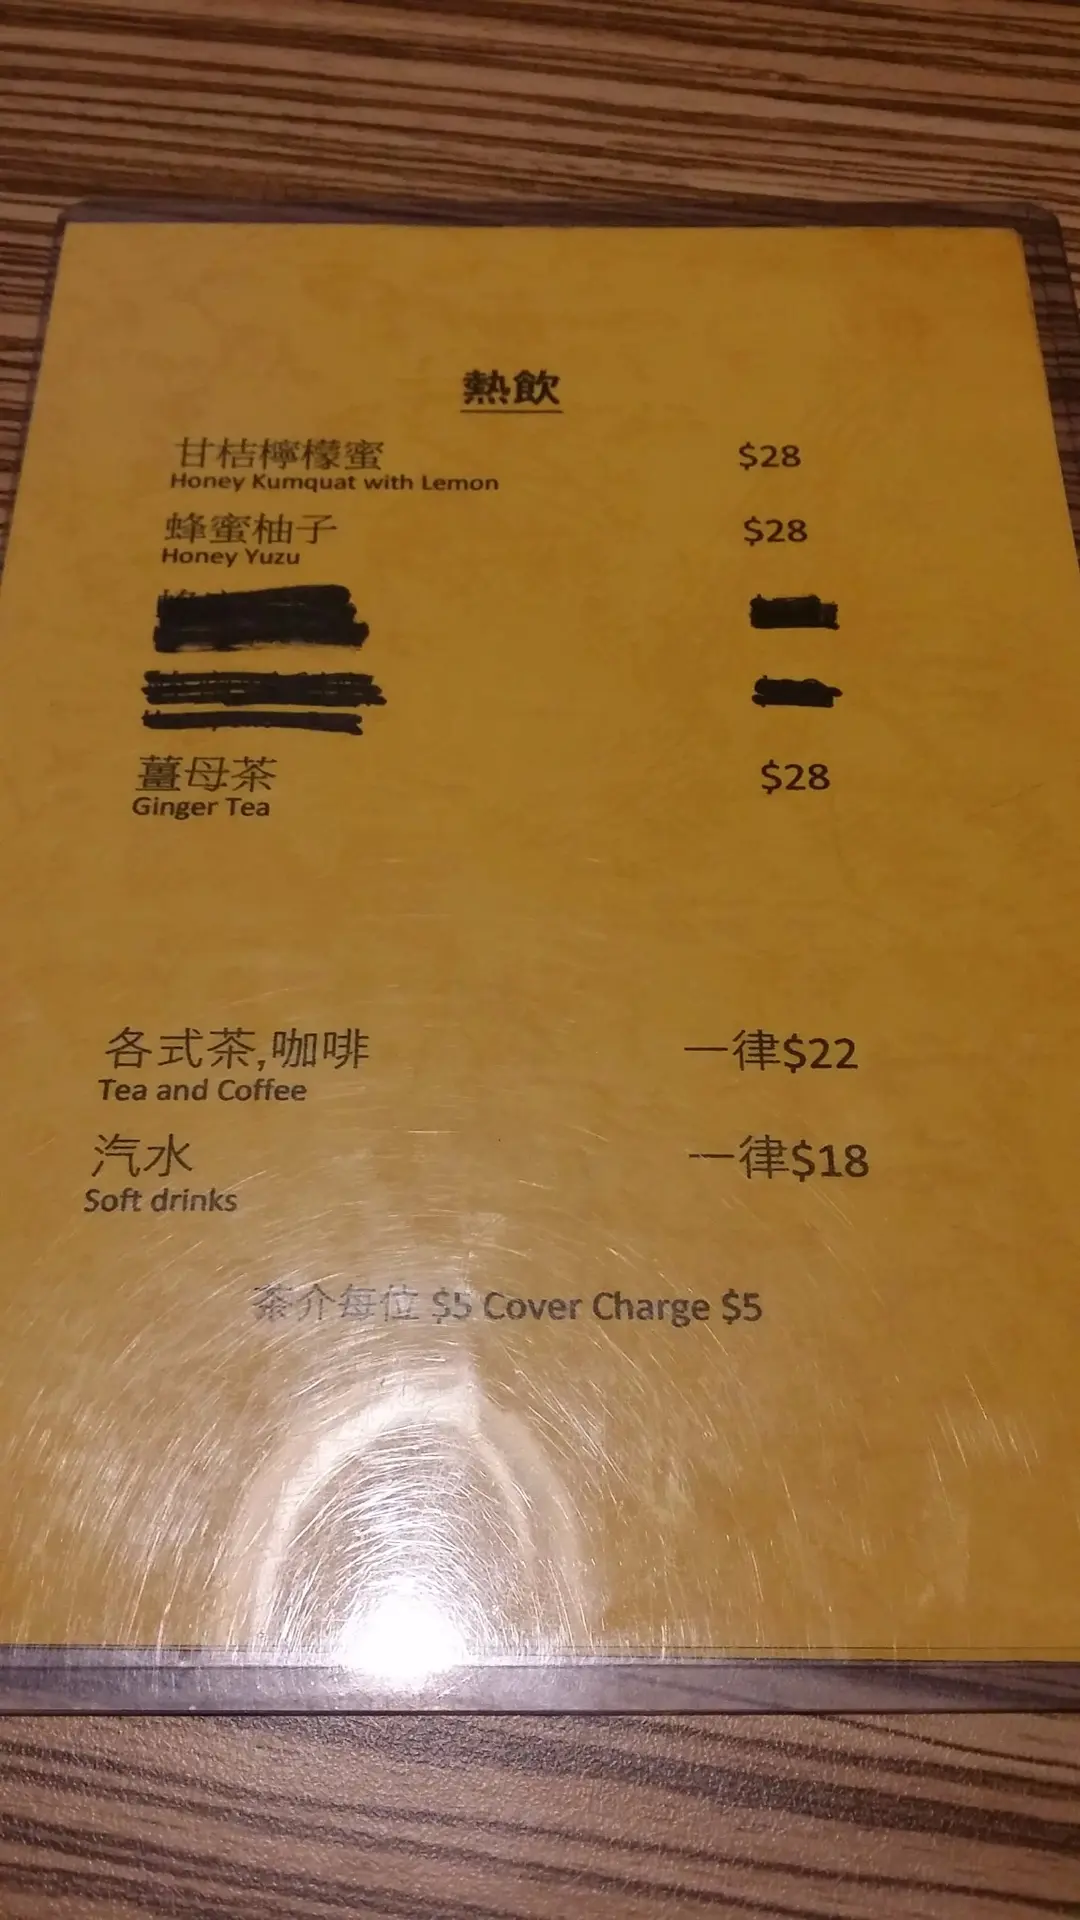 熱飲
甘桔檸檬蜜 $28
Honey Kumquat with Lemon
蜂蜜柚子 $28
Honey Yuzu
薑母茶 $28
Ginger Tea
各式茶,咖啡 一律$22
Tea and Coffee
汽水 一律$18
Soft drinks
茶介每位 $5 Cover Charge $5